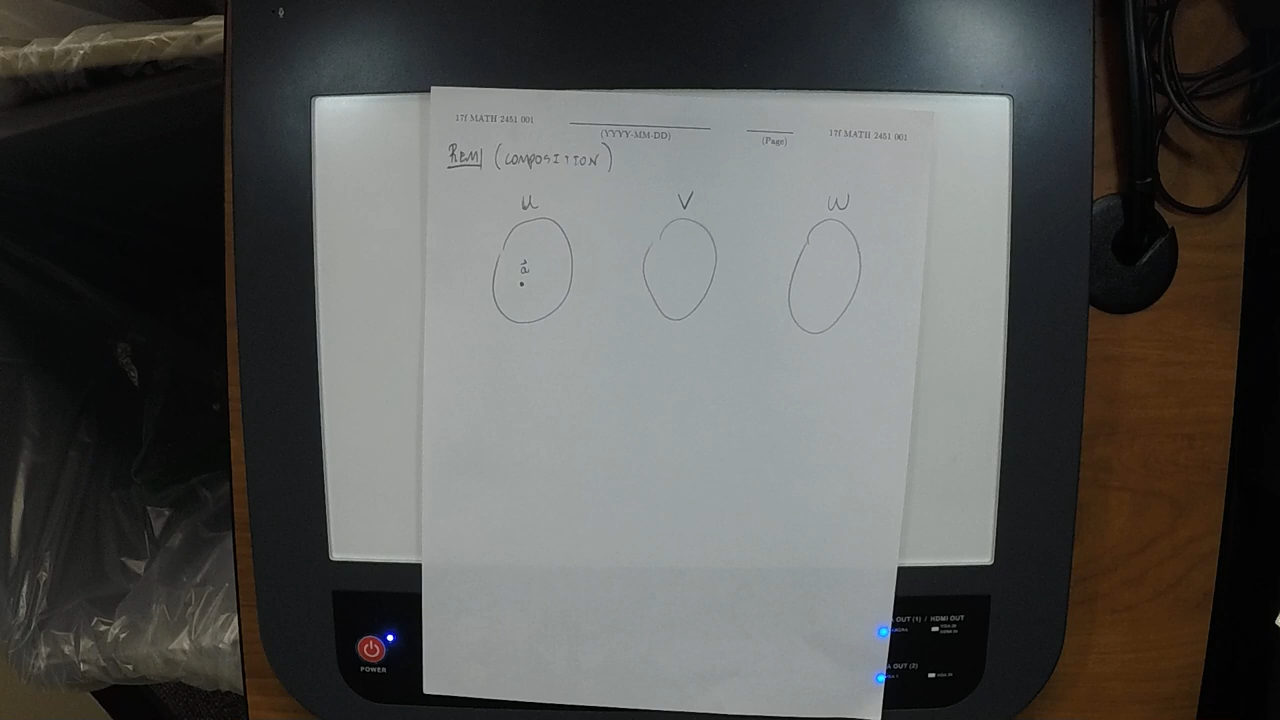 17f MATH 2451 001 (YYYY-MM-DD) (Page) 17f MATH 2451 001
REM (COMPOSITION)
U V W
a
POWER
OUT (1) / HDMI OUT
OUT (2)